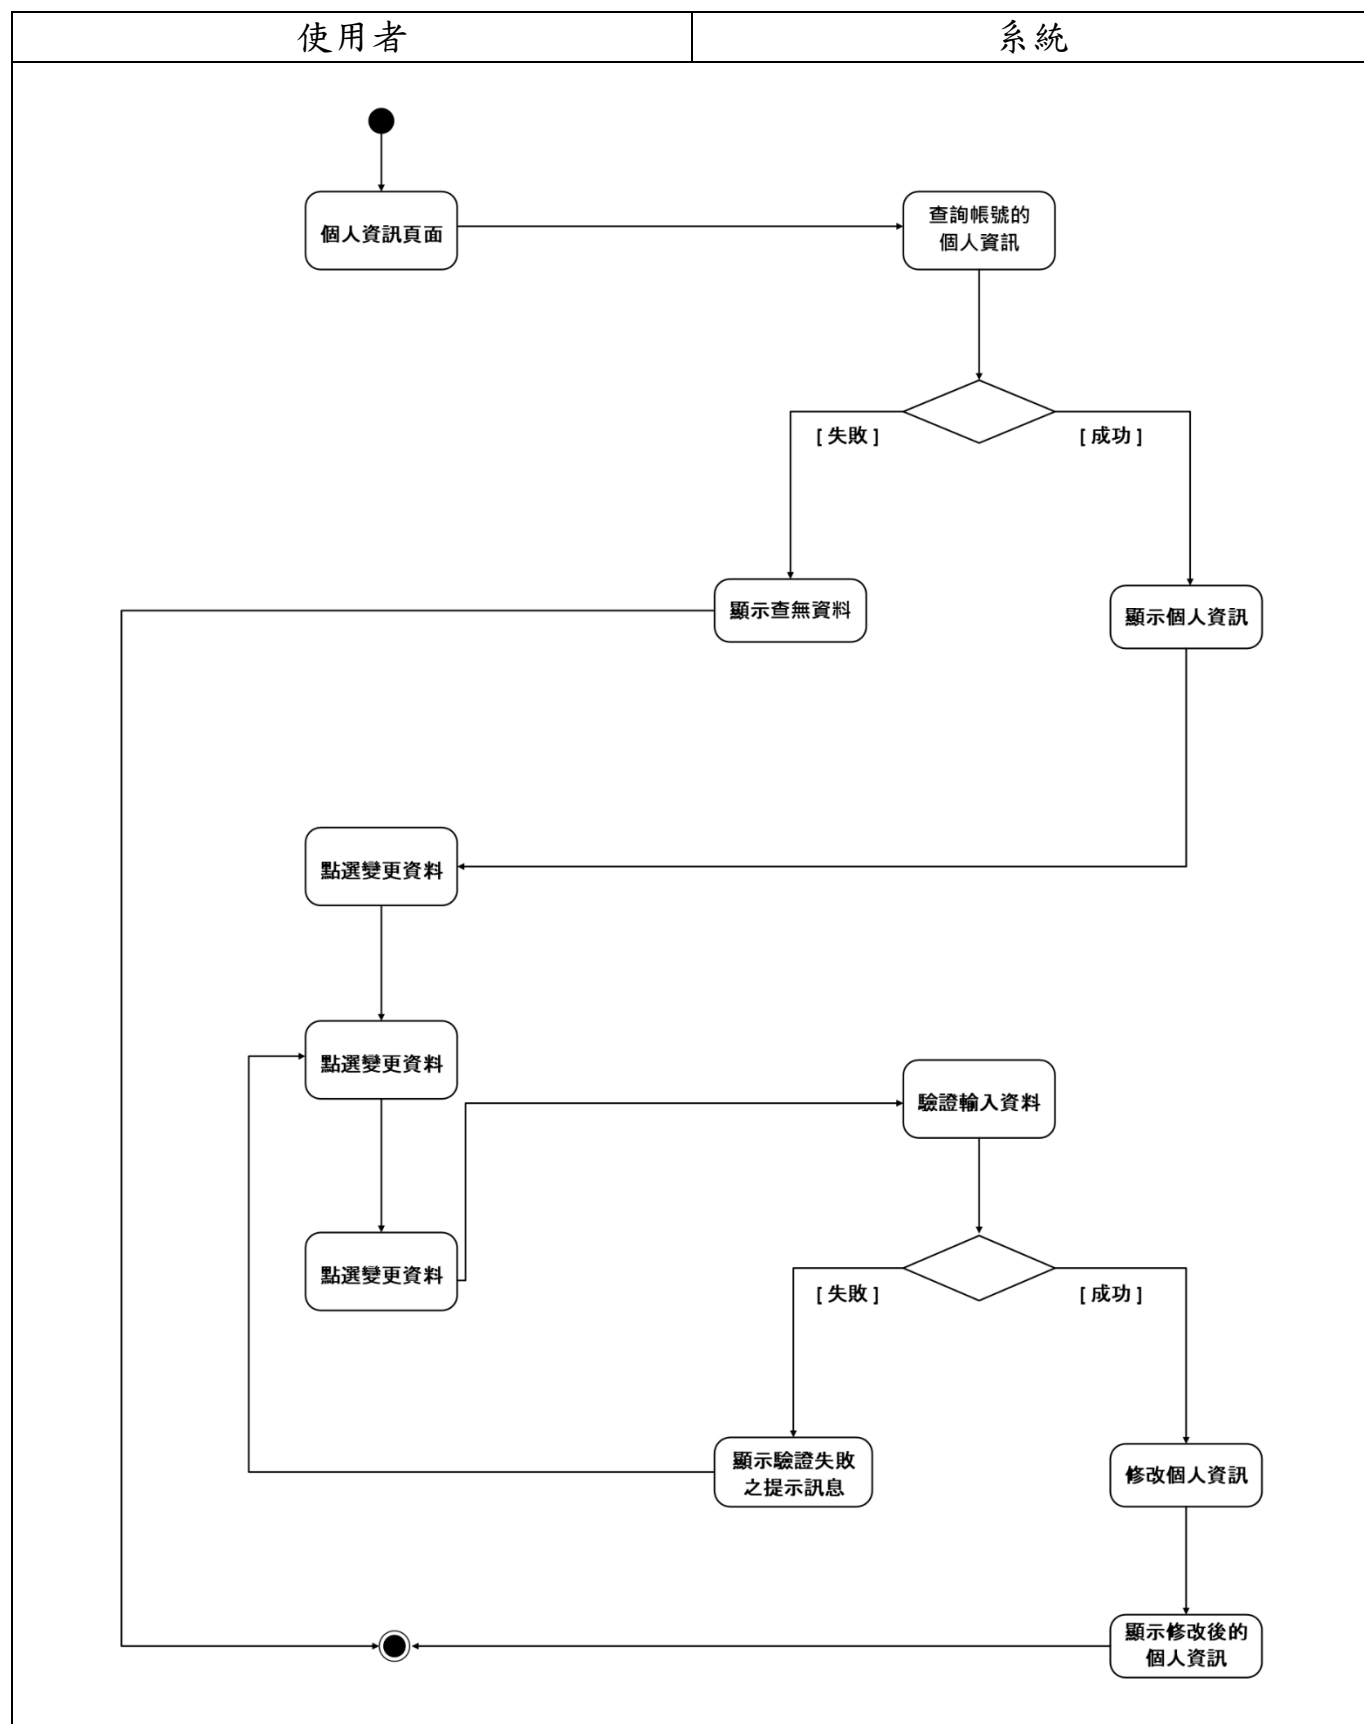 使用者
系統
個人資訊頁面
查詢帳號的
個人資訊
[ 失敗 ]
[ 成功 ]
顯示查無資料
顯示個人資訊
點選變更資料
點選變更資料
驗證輸入資料
點選變更資料
[ 失敗 ]
[ 成功 ]
顯示驗證失敗
之提示訊息
修改個人資訊
顯示修改後的
個人資訊